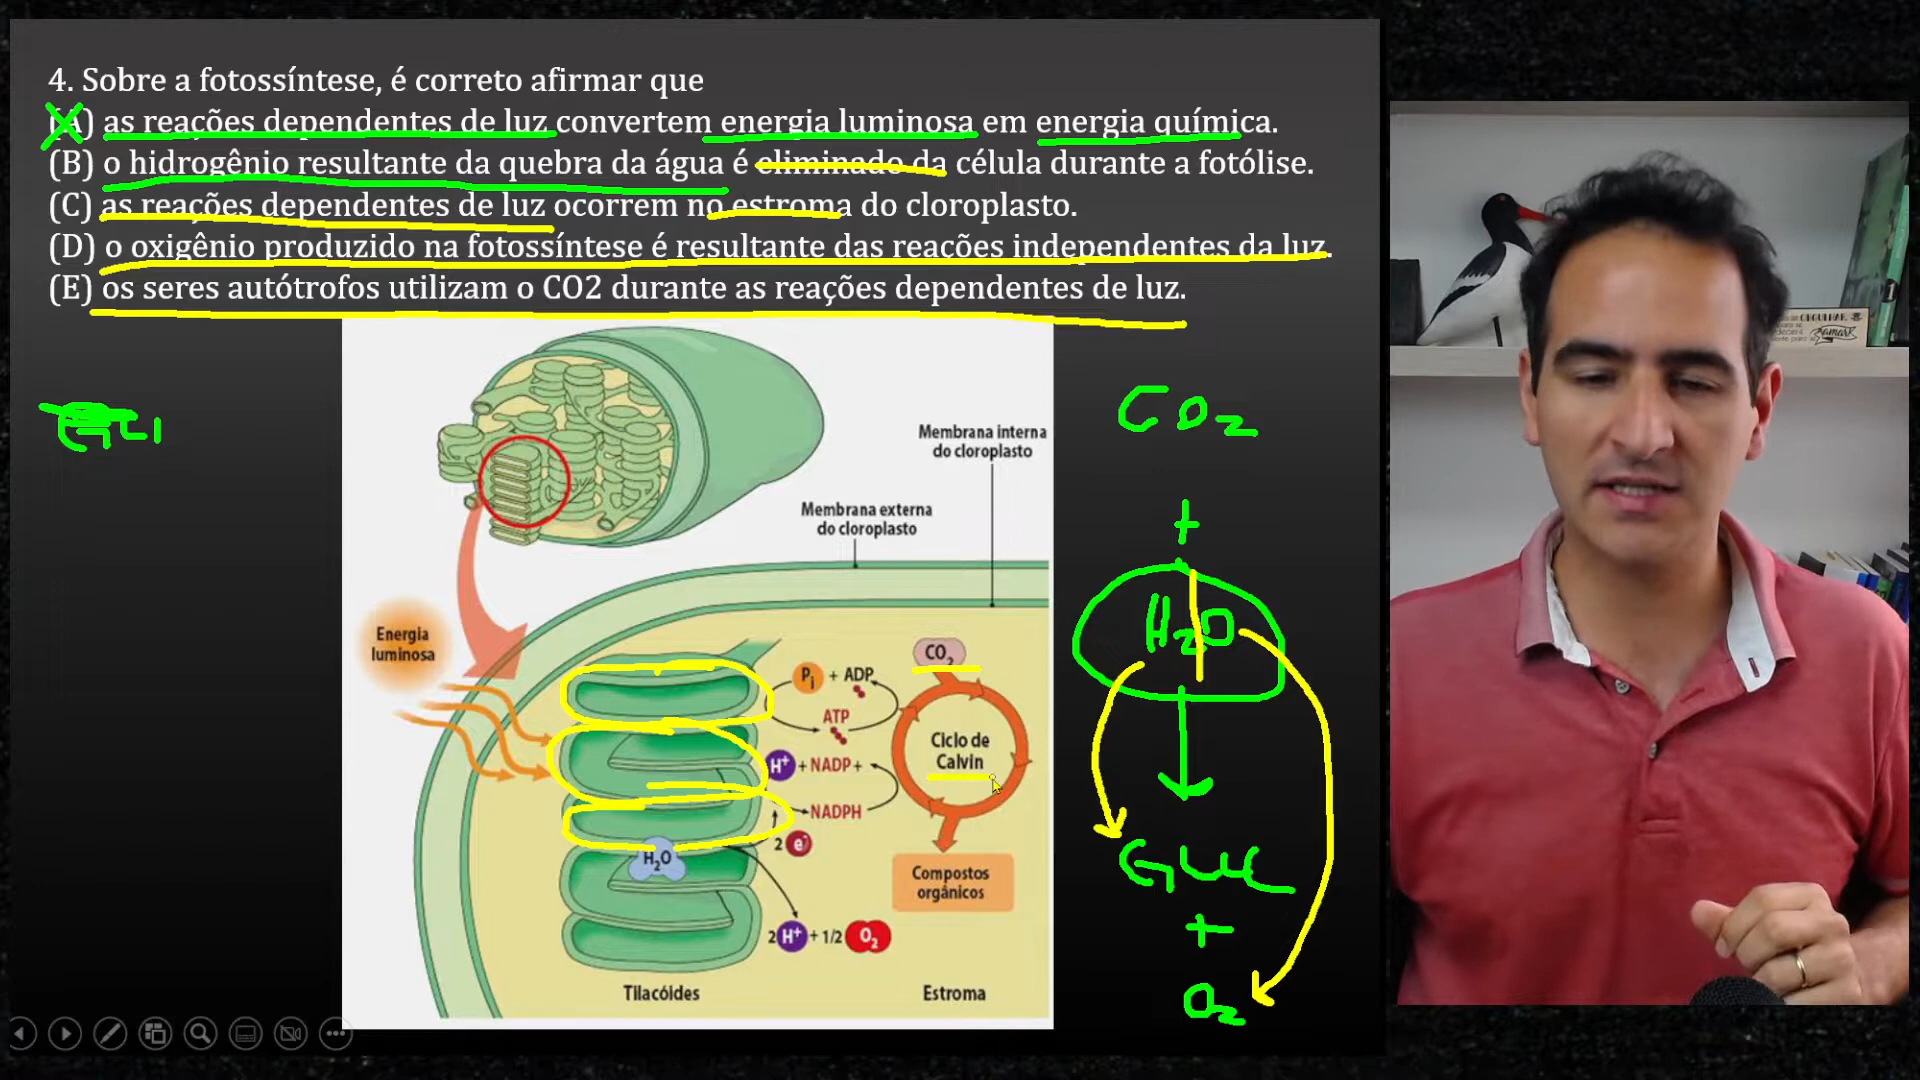 4. Sobre a fotossíntese, é correto afirmar que
(A) as reações dependentes de luz convertem energia luminosa em energia química.
(B) o hidrogênio resultante da quebra da água é eliminado da célula durante a fotólise.
(C) as reações dependentes de luz ocorrem no estroma do cloroplasto.
(D) o oxigênio produzido na fotossíntese é resultante das reações independentes da luz.
(E) os seres autótrofos utilizam o CO2 durante as reações dependentes de luz.
Membrana interna
do cloroplasto
Membrana externa
do cloroplasto
Energia
luminosa
CO₂
Pi + ADP
ATP
H⁺ + NADP +
NADPH
2 e⁻
Ciclo de
Calvin
H₂O
Compostos
orgânicos
2 H⁺ + 1/2 O₂
Tilacóides
Estroma
CO₂
+
H₂O
GLIC
+
O₂